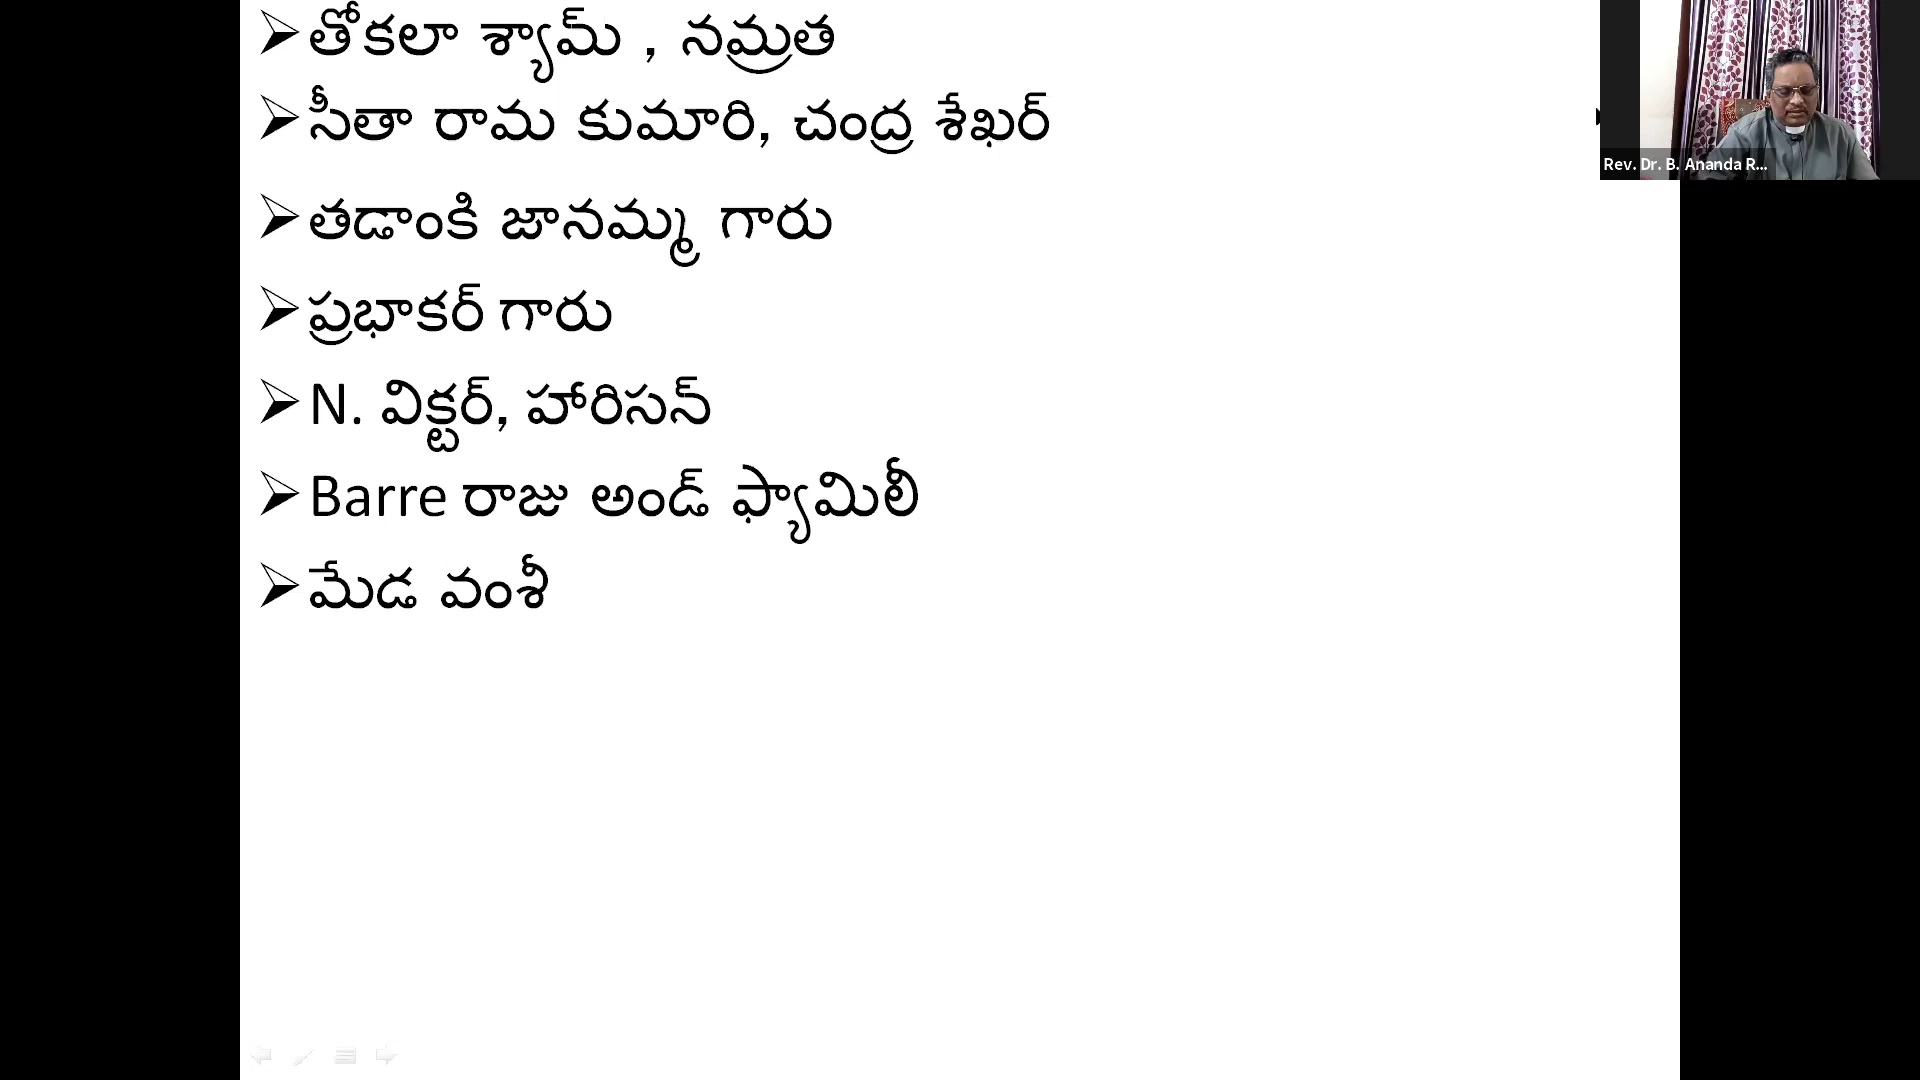 తోకలా శ్యామ్ , నమ్రత
సీతా రామ కుమారి, చంద్ర శేఖర్
తడాంకి జానమ్మ గారు
ప్రభాకర్ గారు
N. విక్టర్, హారిసన్
Barre రాజు అండ్ ఫ్యామిలీ
మేడ వంశీ
Rev. Dr. B. Ananda R...